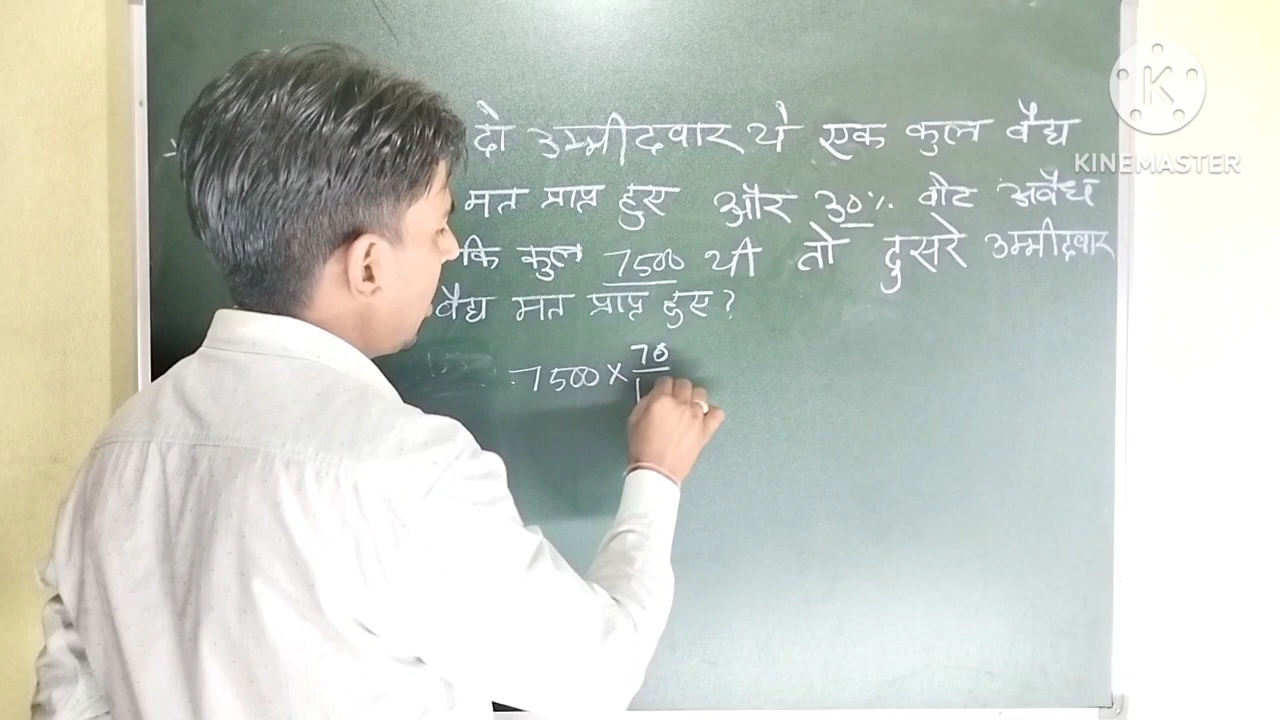 दो उम्मीदवार थे एक कुल वैद्य
मत प्राप्त हुए और 30% वोट अवैध
कि कुल 7500 थी तो दुसरे उम्मीदवार
वैद्य मत प्राप्त हुए?
7500 × 70
K
KINEMASTER